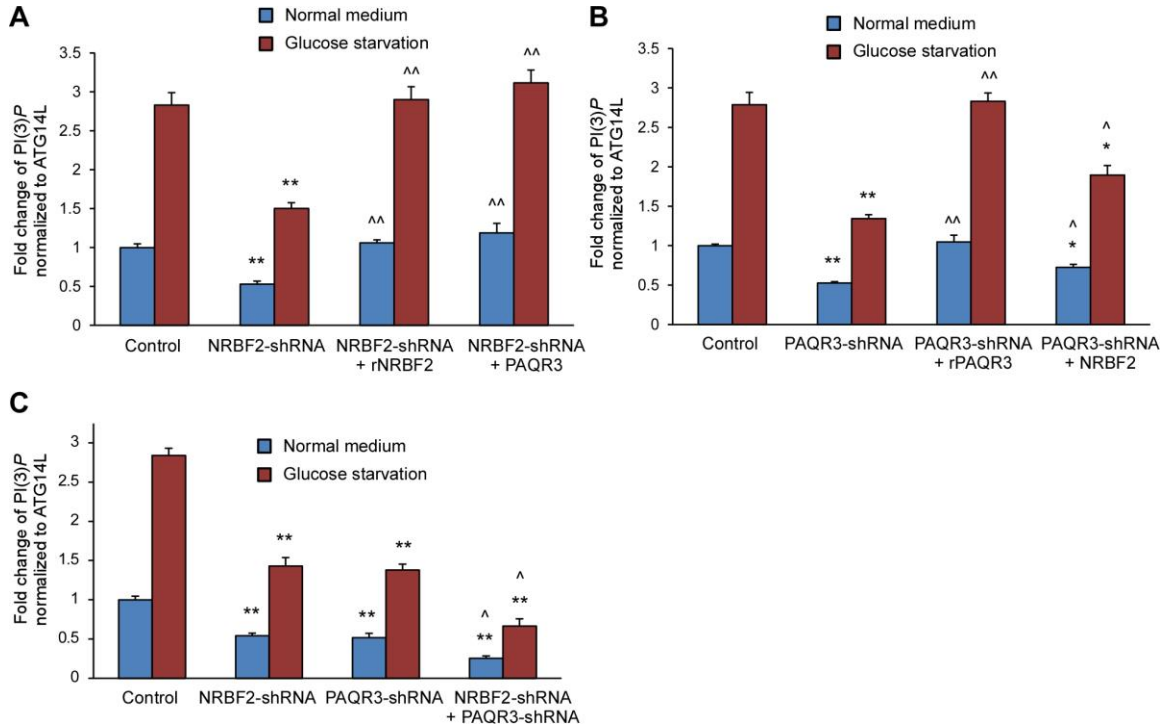 A
Normal medium
Glucose starvation
Fold change of PI(3)P
normalized to ATG14L
3.5
3
2.5
2
1.5
1
0.5
0
** ** ^^ ^^ ^^ ^^
Control NRBF2-shRNA NRBF2-shRNA NRBF2-shRNA
+ rNRBF2 + PAQR3
B
Normal medium
Glucose starvation
Fold change of PI(3)P
normalized to ATG14L
3.5
3
2.5
2
1.5
1
0.5
0
** ** ^^ ^^ ^ * ^ *
Control PAQR3-shRNA PAQR3-shRNA PAQR3-shRNA
+ rPAQR3 + NRBF2
C
Normal medium
Glucose starvation
Fold change of PI(3)P
normalized to ATG14L
3
2.5
2
1.5
1
0.5
0
** ** ** ** ^ ** ^ **
Control NRBF2-shRNA PAQR3-shRNA NRBF2-shRNA
+ PAQR3-shRNA